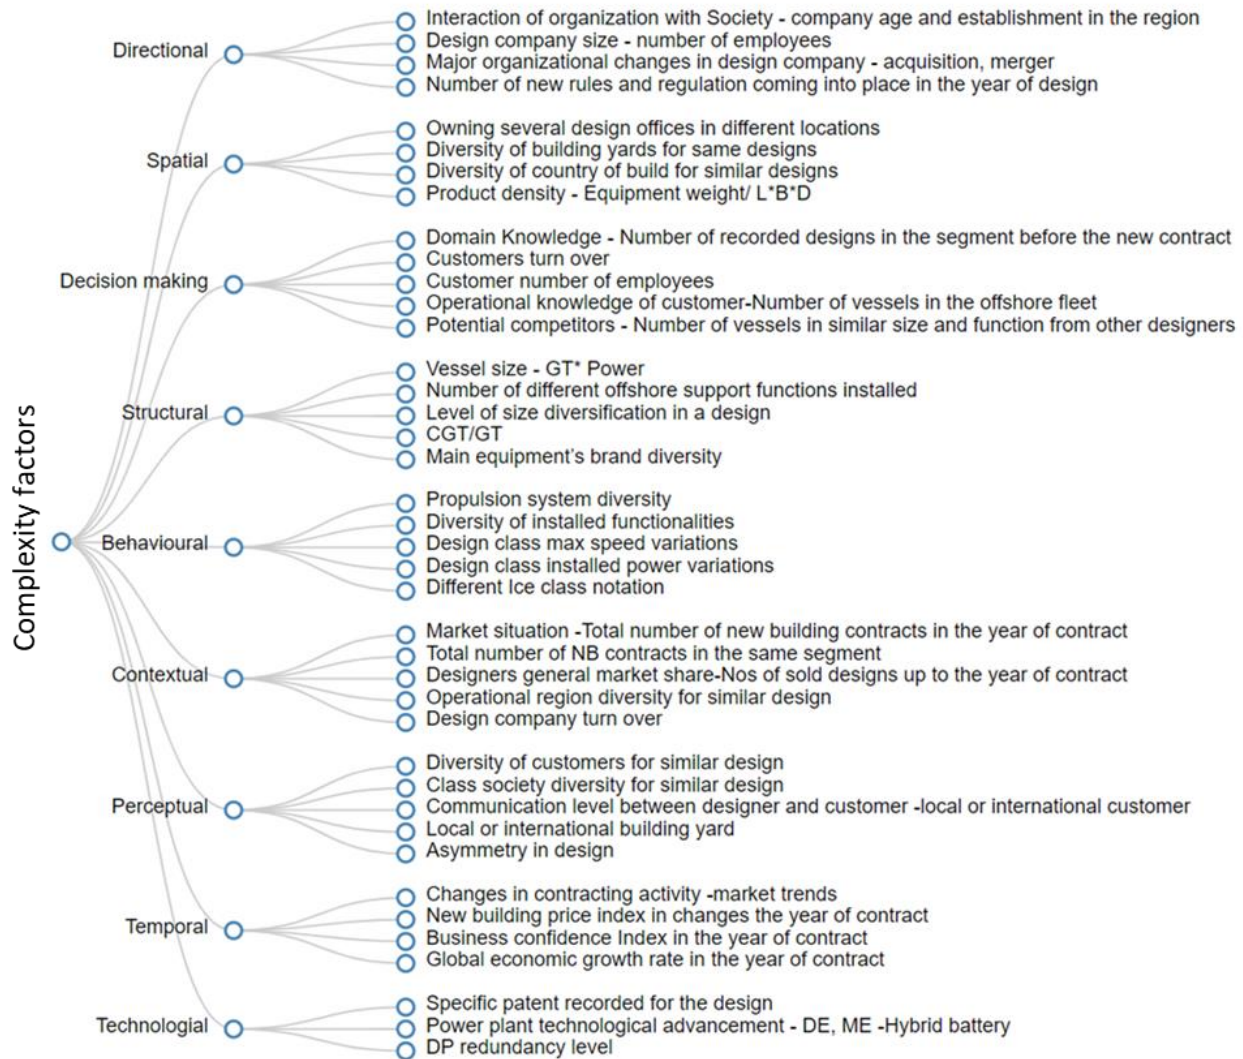 Complexity factors
Directional
Interaction of organization with Society - company age and establishment in the region
Design company size - number of employees
Major organizational changes in design company - acquisition, merger
Number of new rules and regulation coming into place in the year of design
Spatial
Owning several design offices in different locations
Diversity of building yards for same designs
Diversity of country of build for similar designs
Product density - Equipment weight/ L*B*D
Decision making
Domain Knowledge - Number of recorded designs in the segment before the new contract
Customers turn over
Customer number of employees
Operational knowledge of customer-Number of vessels in the offshore fleet
Potential competitors - Number of vessels in similar size and function from other designers
Structural
Vessel size - GT* Power
Number of different offshore support functions installed
Level of size diversification in a design
CGT/GT
Main equipment's brand diversity
Behavioural
Propulsion system diversity
Diversity of installed functionalities
Design class max speed variations
Design class installed power variations
Different Ice class notation
Contextual
Market situation -Total number of new building contracts in the year of contract
Total number of NB contracts in the same segment
Designers general market share-Nos of sold designs up to the year of contract
Operational region diversity for similar design
Design company turn over
Perceptual
Diversity of customers for similar design
Class society diversity for similar design
Communication level between designer and customer -local or international customer
Local or international building yard
Asymmetry in design
Temporal
Changes in contracting activity -market trends
New building price index in changes the year of contract
Business confidence Index in the year of contract
Global economic growth rate in the year of contract
Technologial
Specific patent recorded for the design
Power plant technological advancement - DE, ME -Hybrid battery
DP redundancy level